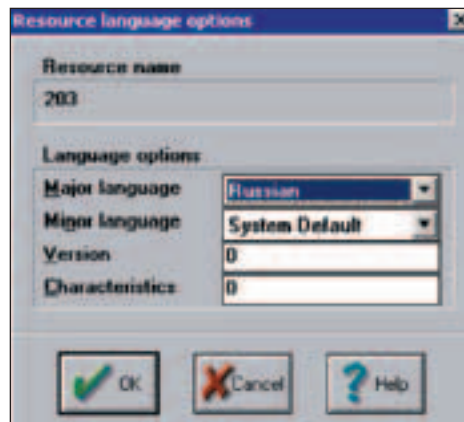 Resource language options
Resource name
203
Language options
Major language Russian
Minor language System Default
Version 0
Characteristics 0
OK Cancel Help